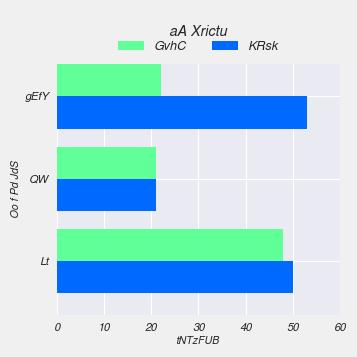 aA Xrictu
GvhC KRsk
gEfY
QW
Lt
Oo f Pd JdS
0 10 20 30 40 50 60
tNTzFUB